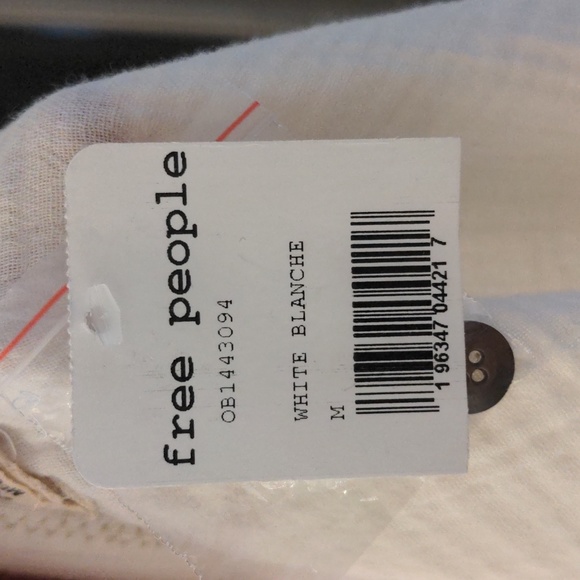 free people
OB1443094
WHITE BLANCHE
M
1 96347 04421 7